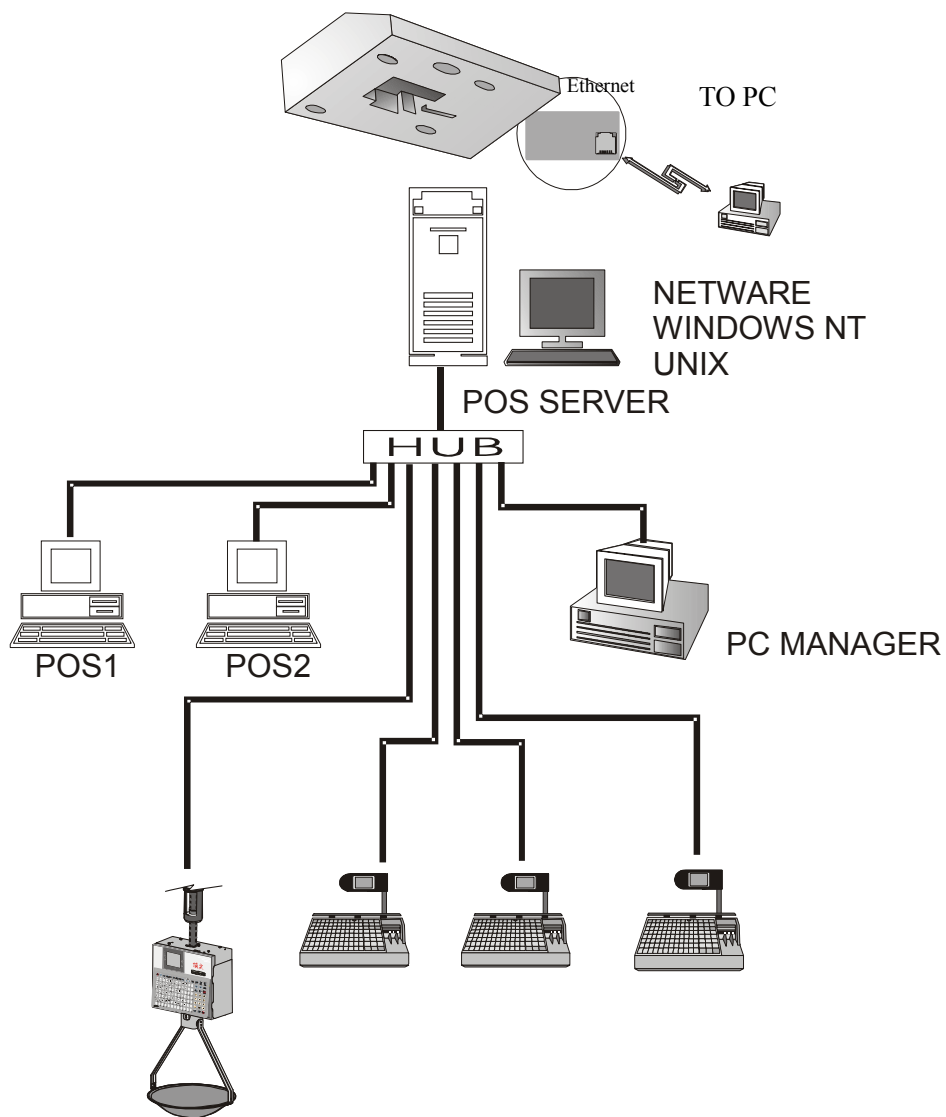 Ethernet
TO PC
NETWARE
WINDOWS NT
UNIX
POS SERVER
HUB
POS1
POS2
PC MANAGER